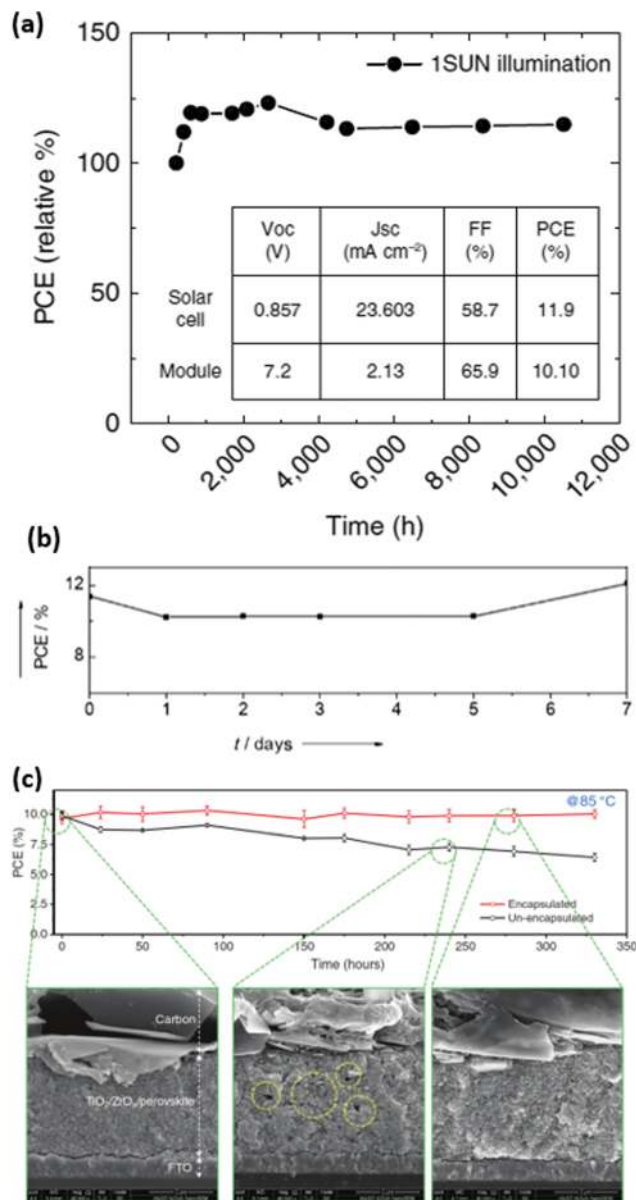 (a)
150
100
50
0
PCE (relative %)
1SUN illumination
Voc (V) Jsc (mA cm⁻²) FF (%) PCE (%)
Solar cell 0.857 23.603 58.7 11.9
Module 7.2 2.13 65.9 10.10
0 2,000 4,000 6,000 8,000 10,000 12,000
Time (h)
(b)
12
8
PCE / %
0 1 2 3 4 5 6 7
t / days
(c)
@85 °C
10.0
7.5
5.0
2.5
0.0
PCE (%)
Encapsulated
Un-encapsulated
0 50 100 150 200 250 300 350
Time (hours)
Carbon
TiO₂/ZrO₂/perovskite
FTO